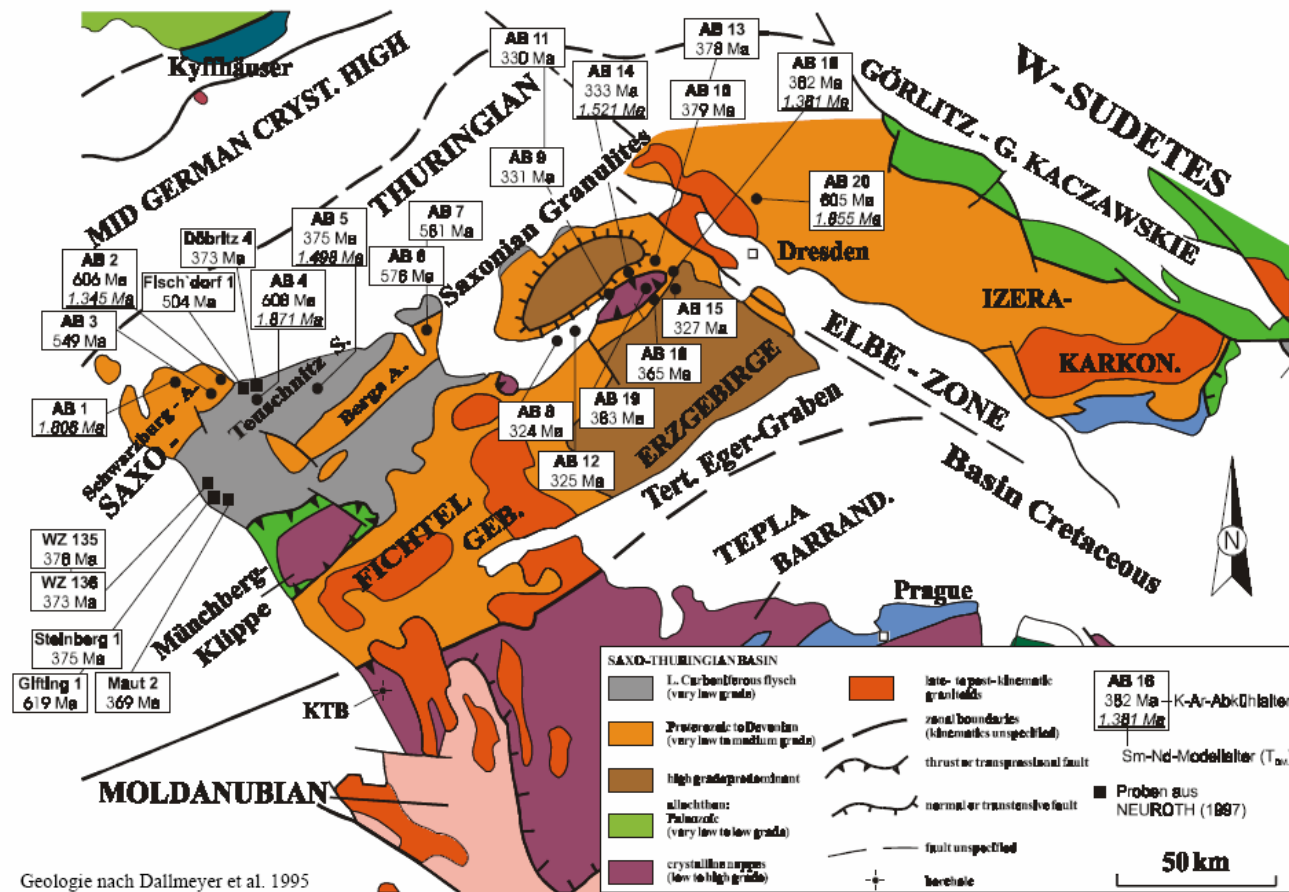 Kyffhäuser
MID GERMAN CRYST. HIGH
THURINGIAN
SAXO -
W-SUDETES
GÖRLITZ - G. KACZAWSKIE
AB 11
330 Ma
AB 14
333 Ma
1.521 Ma
AB 13
378 Ma
AB 10
379 Ma
382 Ma
1.381 Ma
AB 9
331 Ma
Saxonian Granulites
AB 20
605 Ma
1.655 Ma
Dresden
IZERA-
KARKON.
AB 7
561 Ma
AB 6
576 Ma
AB 5
375 Ma
1.498 Ma
Döbritz 4
373 Ma
Fisch`dorf 1
504 Ma
AB 4
608 Ma
1.871 Ma
AB 2
606 Ma
1.345 Ma
AB 3
549 Ma
AB 1
1.806 Ma
Schwarzburg - A.
Teuschnitz S.
Berga A.
AB 15
327 Ma
365 Ma
AB 19
383 Ma
AB 8
324 Ma
AB 12
325 Ma
ERZGEBIRGE
ELBE - ZONE
Tert. Eger-Graben
Basin Cretaceous
TEPLA
BARRAND.
Prague
FICHTEL
GEB.
Münchberg-
Klippe
WZ 135
378 Ma
WZ 136
373 Ma
Steinberg 1
375 Ma
Gifting 1
619 Ma
Maut 2
369 Ma
KTB
MOLDANUBIAN
N
SAXO-THURINGIAN BASIN
L. Carboniferous flysch
(very low grade)
Proterozoic to Devonian
(very low to medium grade)
high grade predominant
allochthon:
Paleozoic
(very low to low grade)
crystalline nappes
(low to high grade)
late- to post-kinematic
granitoids
zonal boundaries
(kinematics unspecified)
thrust or transpressional fault
normal or transtensive fault
fault unspecified
borehole
AB 16
382 Ma
1.381 Ma
K-Ar-Abkühlalter
Sm-Nd-Modellalter (TDM)
Proben aus
NEUROTH (1997)
50 km
Geologie nach Dallmeyer et al. 1995